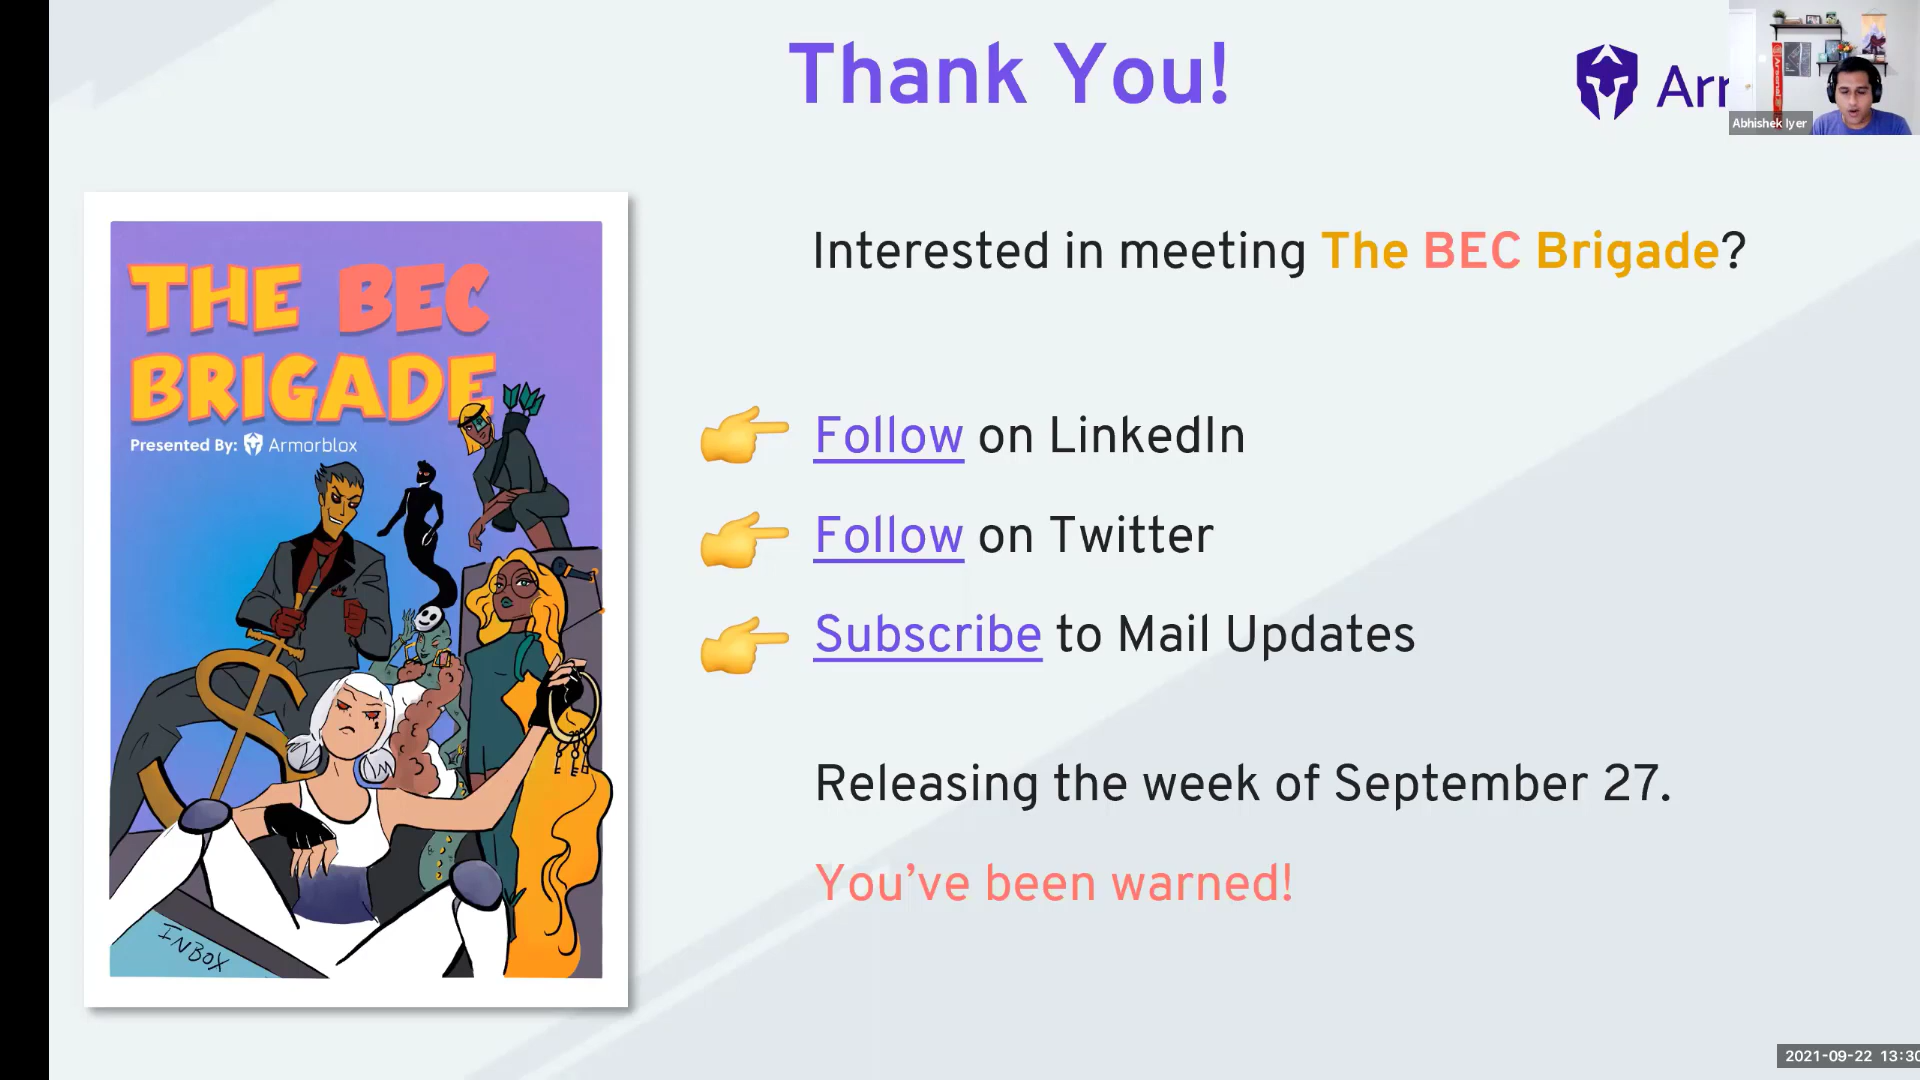 Thank You!
Arr
Abhishek Iyer
THE BEC
BRIGADE
Presented By: Armorblox
INBOX
Interested in meeting The BEC Brigade?
Follow on LinkedIn
Follow on Twitter
Subscribe to Mail Updates
Releasing the week of September 27.
You've been warned!
2021-09-22 13:30